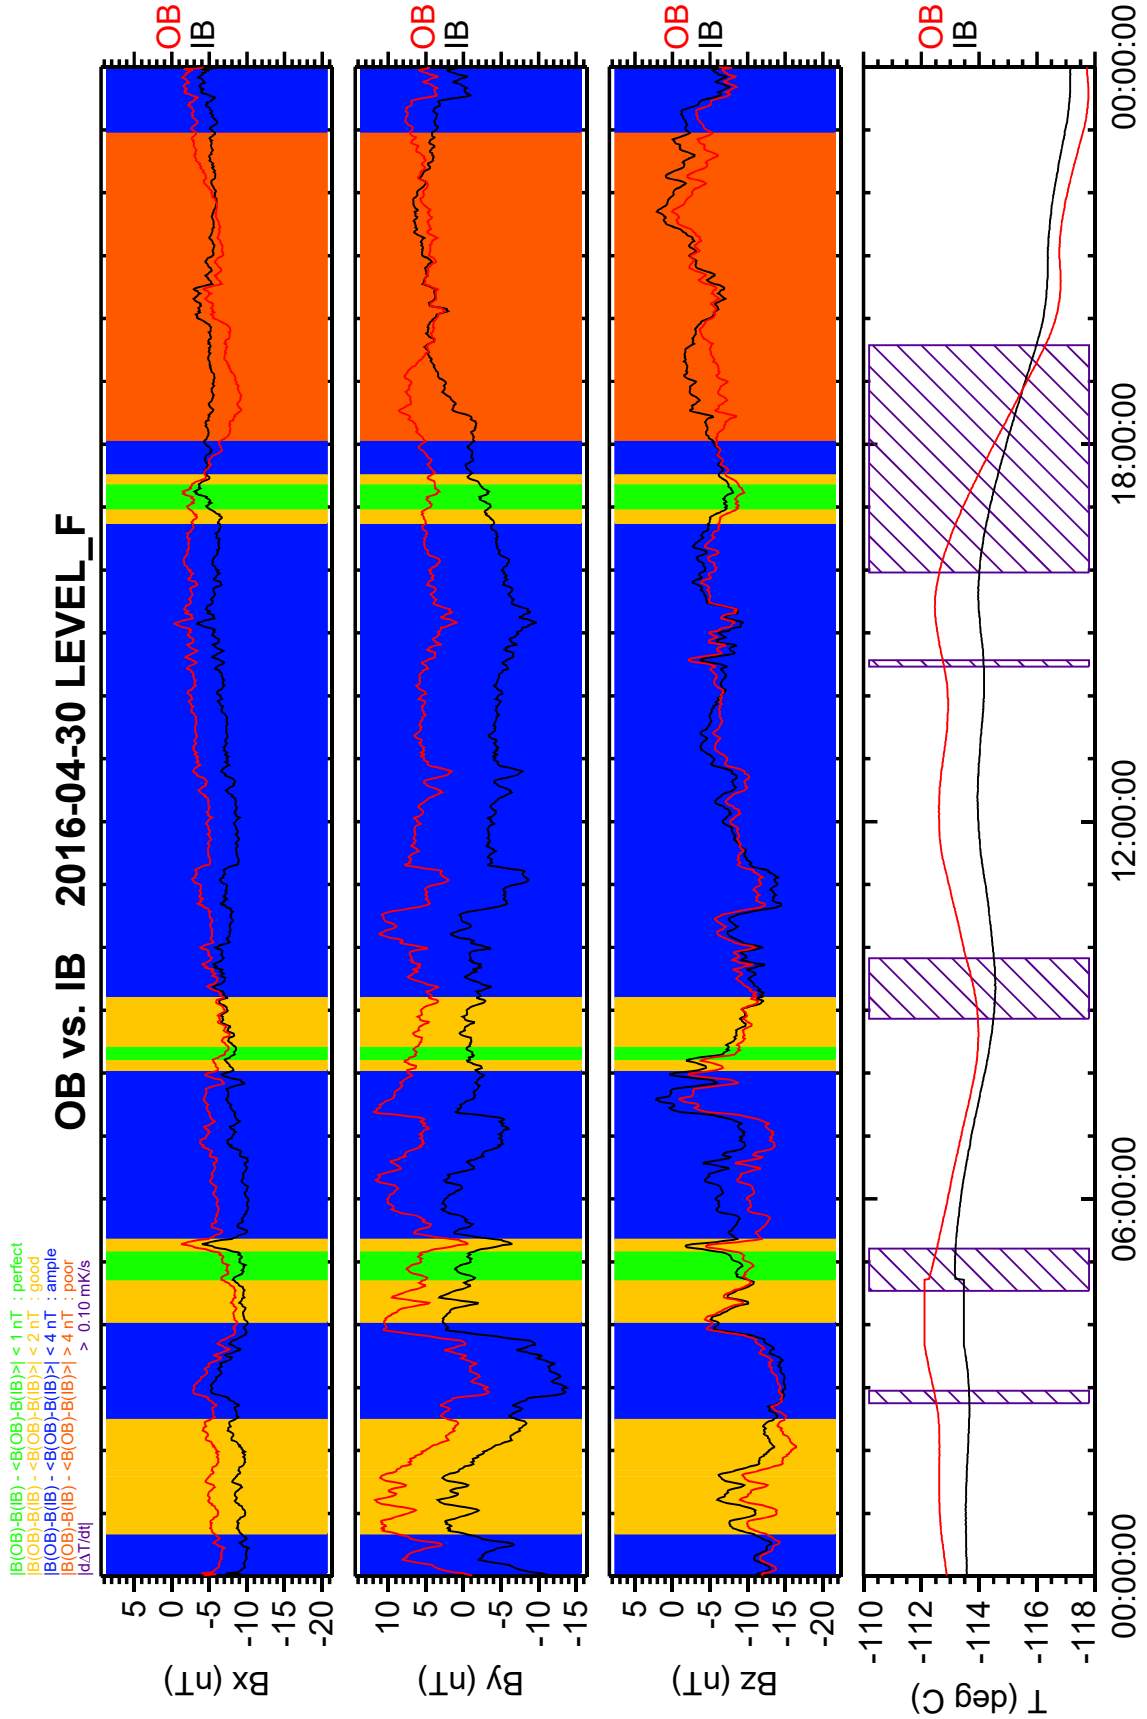 |B(OB)-B(IB) - <B(OB)-B(IB)>| < 1 nT : perfect
|B(OB)-B(IB) - <B(OB)-B(IB)>| < 2 nT : good
|B(OB)-B(IB) - <B(OB)-B(IB)>| < 4 nT : ample
|B(OB)-B(IB) - <B(OB)-B(IB)>| > 4 nT : poor
|dΔT/dt| > 0.10 mK/s
OB vs. IB 2016-04-30 LEVEL_F
Bx (nT)
5
0
-5
-10
-15
-20
OB
IB
By (nT)
10
5
0
-5
-10
-15
OB
IB
Bz (nT)
5
0
-5
-10
-15
-20
OB
IB
T (deg C)
-110
-112
-114
-116
-118
OB
IB
00:00:00
06:00:00
12:00:00
18:00:00
00:00:00